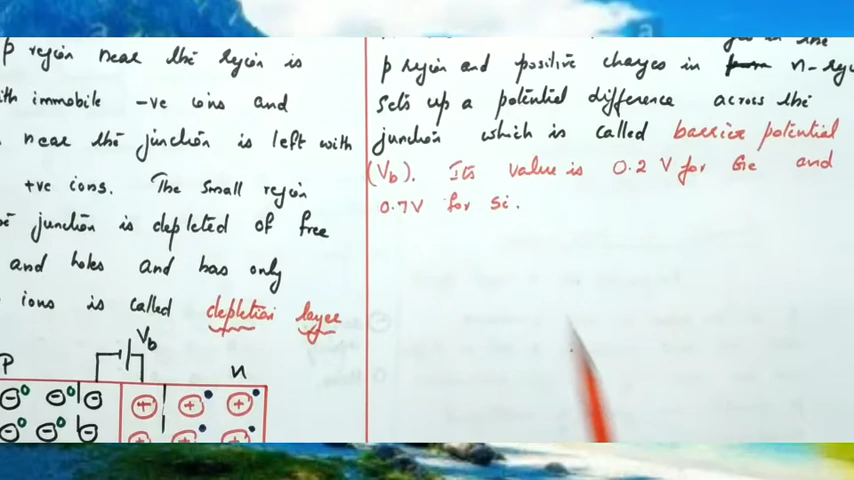 p region near the region is
ith immobile -ve ions and
near the junction is left with
+ve ions. The small region
junction is depleted of free
and holes and has only
ions is called depletion layer
Vb
P
n
the
p region and positive charges in n-regi
sets up a potential difference across the
junction which is called barrier potential
(Vb). Its value is 0.2 V for Ge and
0.7V for Si.